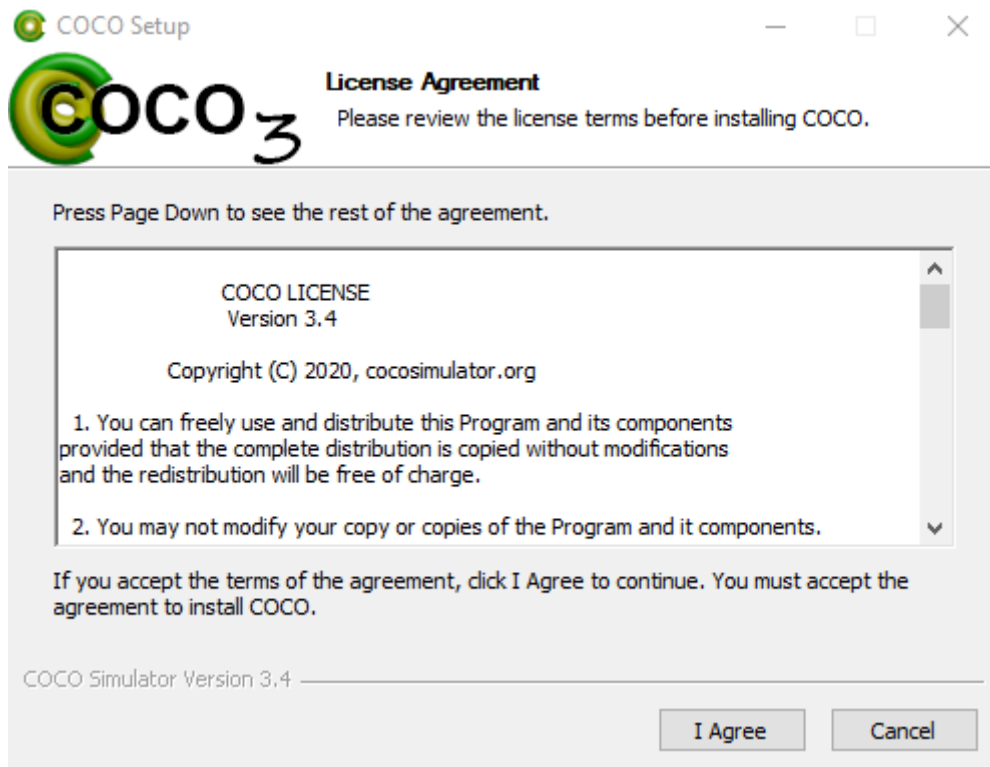 COCO Setup
COCO 3
License Agreement
Please review the license terms before installing COCO.
Press Page Down to see the rest of the agreement.
COCO LICENSE
Version 3.4
Copyright (C) 2020, cocosimulator.org
1. You can freely use and distribute this Program and its components
provided that the complete distribution is copied without modifications
and the redistribution will be free of charge.
2. You may not modify your copy or copies of the Program and it components.
If you accept the terms of the agreement, click I Agree to continue. You must accept the
agreement to install COCO.
COCO Simulator Version 3.4
I Agree
Cancel